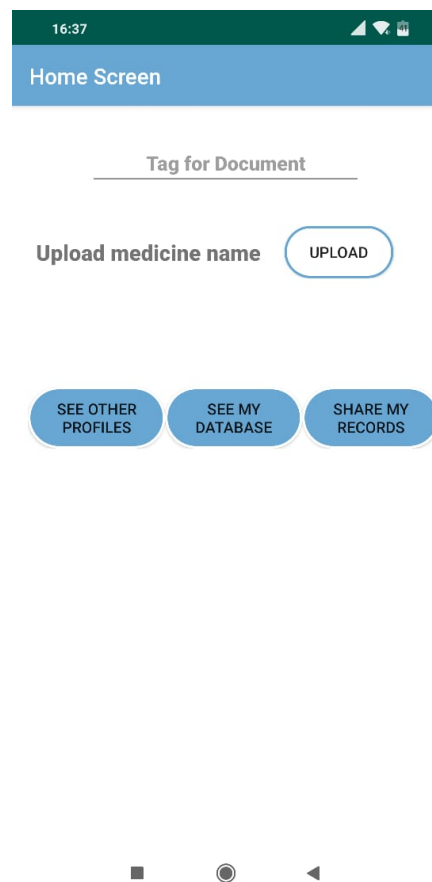 16:37
41
Home Screen
Tag for Document
Upload medicine name
UPLOAD
SEE OTHER
PROFILES
SEE MY
DATABASE
SHARE MY
RECORDS